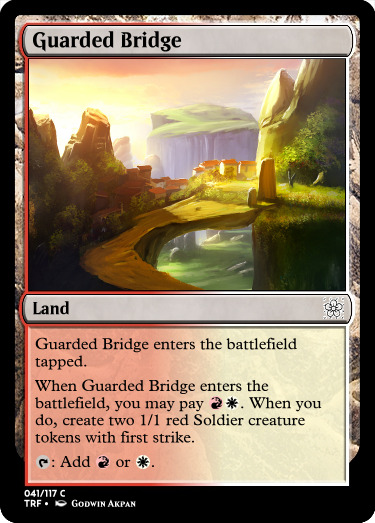 Guarded Bridge
Land
Guarded Bridge enters the battlefield
tapped.
When Guarded Bridge enters the
battlefield, you may pay . When you
do, create two 1/1 red Soldier creature
tokens with first strike.
: Add or .
041/117 C
TRF • Godwin Akpan